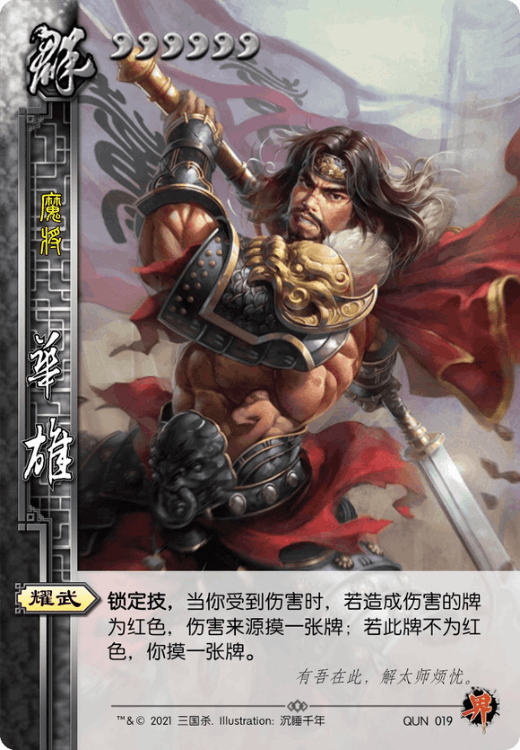 群
魔将
華雄
耀武
锁定技，当你受到伤害时，若造成伤害的牌
为红色，伤害来源摸一张牌；若此牌不为红
色，你摸一张牌。
有吾在此，解太师烦忧。
™&© 2021 三国杀. Illustration: 沉睡千年
QUN 019
界